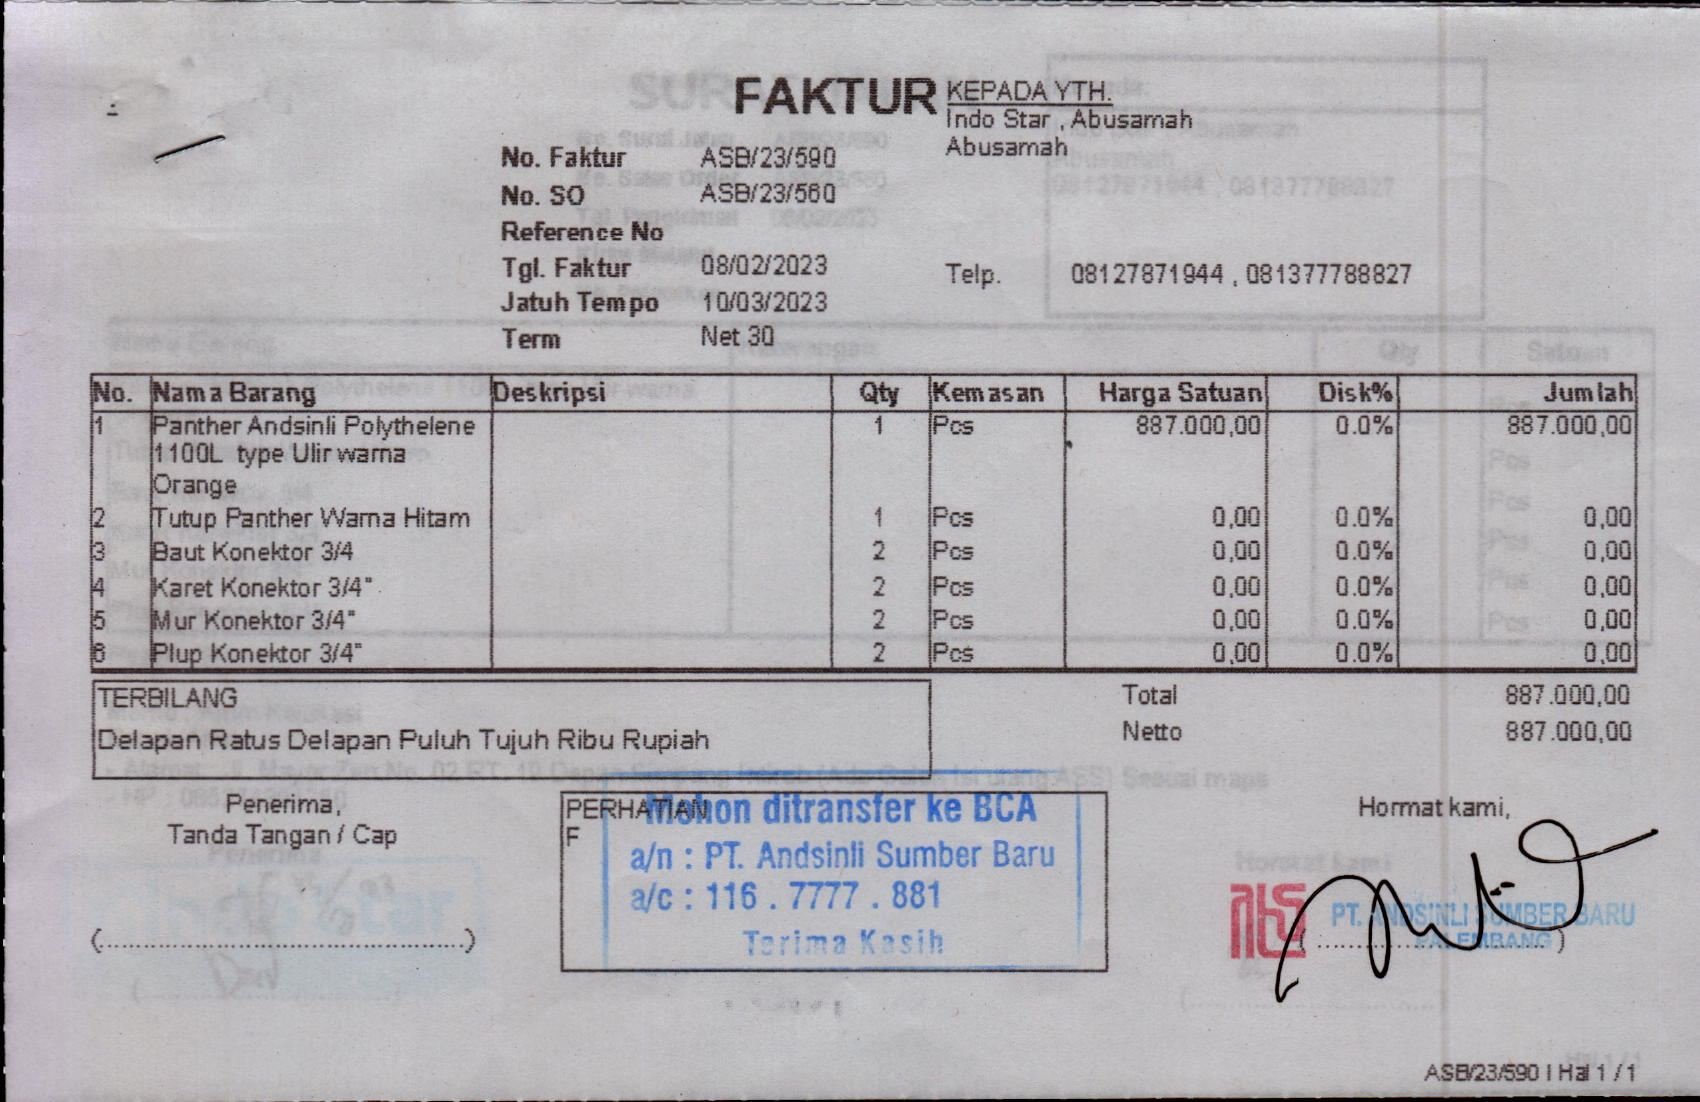 FAKTUR
KEPADA YTH.
Indo Star , Abusamah
Abusamah
No. Faktur ASB/23/590
No. SO ASB/23/560
Reference No
Tgl. Faktur 08/02/2023
Telp. 08127871944 , 081377788827
Jatuh Tempo 10/03/2023
Term Net 30
No. Nama Barang Deskripsi Qty Kemasan Harga Satuan Disk% Jumlah
1 Panther Andsinli Polythelene 1 Pcs 887.000,00 0.0% 887.000,00
1100L type Ulir warna
Orange
2 Tutup Panther Warna Hitam 1 Pcs 0,00 0.0% 0,00
3 Baut Konektor 3/4 2 Pcs 0,00 0.0% 0,00
4 Karet Konektor 3/4" 2 Pcs 0,00 0.0% 0,00
5 Mur Konektor 3/4" 2 Pcs 0,00 0.0% 0,00
6 Plup Konektor 3/4" 2 Pcs 0,00 0.0% 0,00
TERBILANG
Delapan Ratus Delapan Puluh Tujuh Ribu Rupiah
Total 887.000,00
Netto 887.000,00
Penerima,
Tanda Tangan / Cap
(................................................)
PERHATIAN
F
Mohon ditransfer ke BCA
a/n : PT. Andsinli Sumber Baru
a/c : 116 . 7777 . 881
Terima Kasih
Hormat kami,
PT. ANDSINLI SUMBER BARU
PALEMBANG
ASB/23/590 | Hal 1 / 1